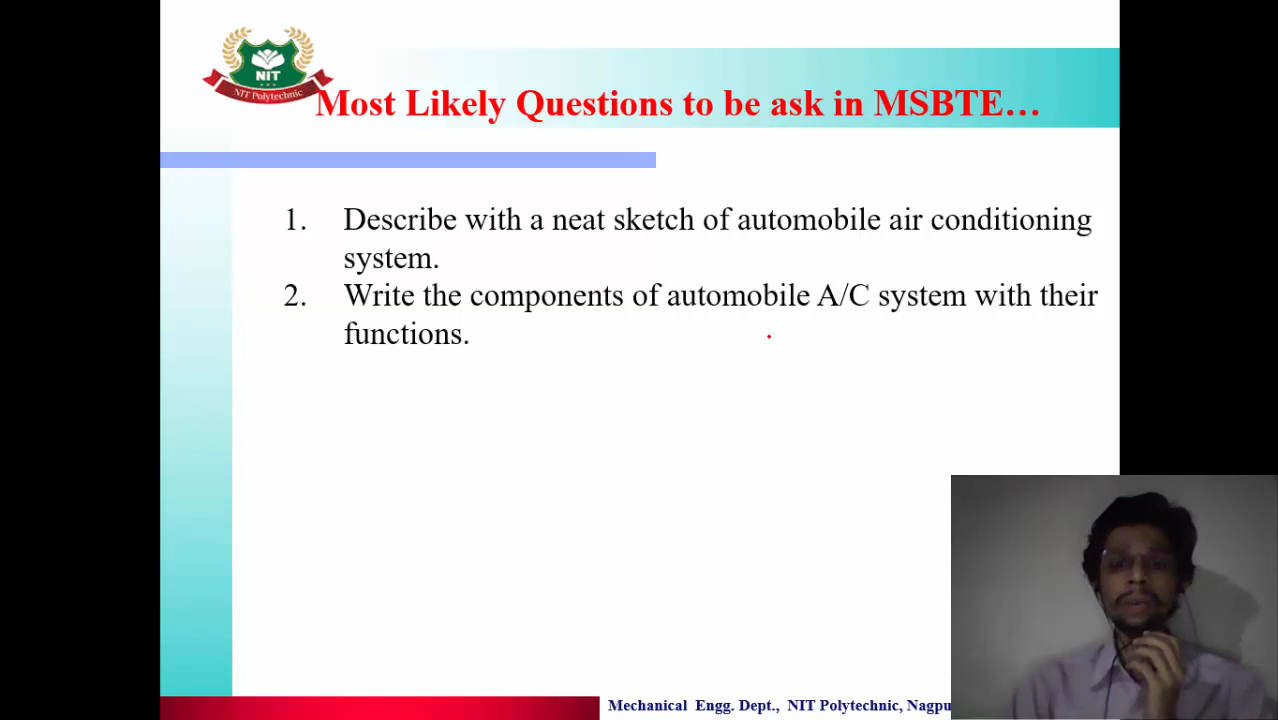 NIT
NIT Polytechnic
Most Likely Questions to be ask in MSBTE…
1. Describe with a neat sketch of automobile air conditioning
system.
2. Write the components of automobile A/C system with their
functions.
Mechanical Engg. Dept., NIT Polytechnic, Nagpu